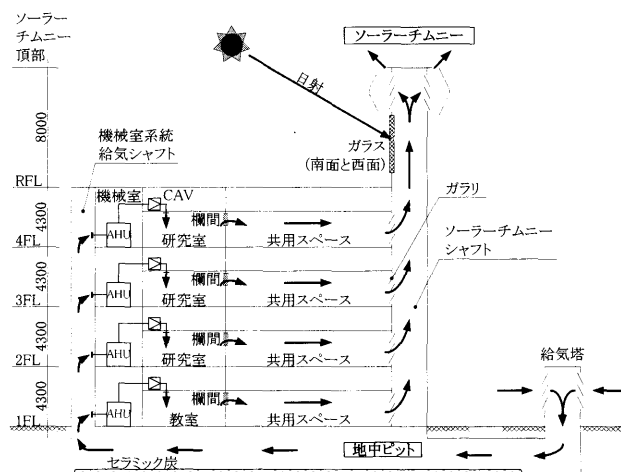 ソーラー
チムニー
頂部
ソーラーチムニー
日射
8000
ガラス
(南面と西面)
機械室系統
給気シャフト
RFL
機械室
CAV
ガラリ
4300
AHU
欄間
4FL
研究室
共用スペース
ソーラーチムニー
シャフト
4300
AHU
欄間
3FL
研究室
共用スペース
4300
AHU
欄間
2FL
研究室
共用スペース
給気塔
4300
AHU
欄間
1FL
教室
共用スペース
地中ピット
セラミック炭